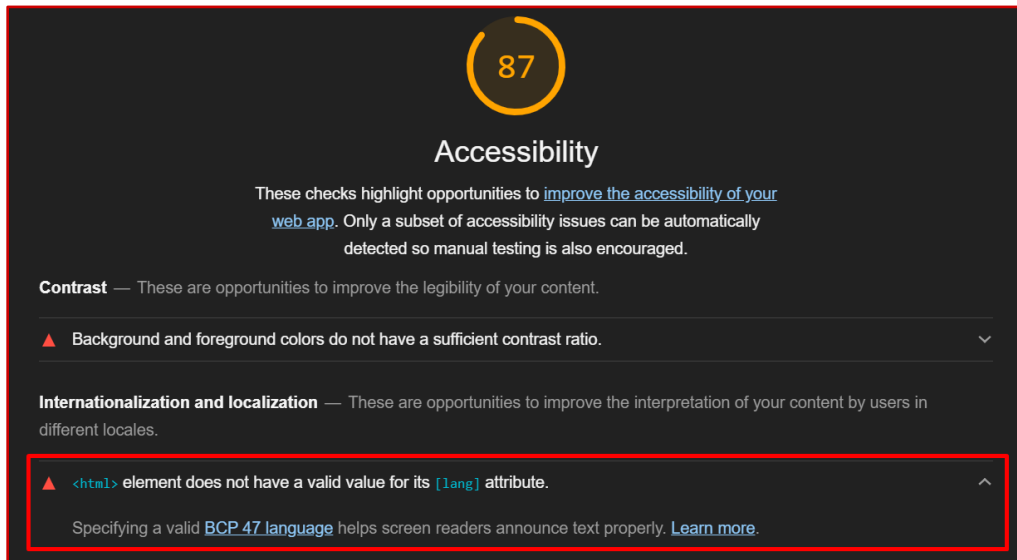 87
Accessibility
These checks highlight opportunities to improve the accessibility of your
web app. Only a subset of accessibility issues can be automatically
detected so manual testing is also encouraged.
Contrast — These are opportunities to improve the legibility of your content.
Background and foreground colors do not have a sufficient contrast ratio.
Internationalization and localization — These are opportunities to improve the interpretation of your content by users in
different locales.
<html> element does not have a valid value for its [lang] attribute.
Specifying a valid BCP 47 language helps screen readers announce text properly. Learn more.